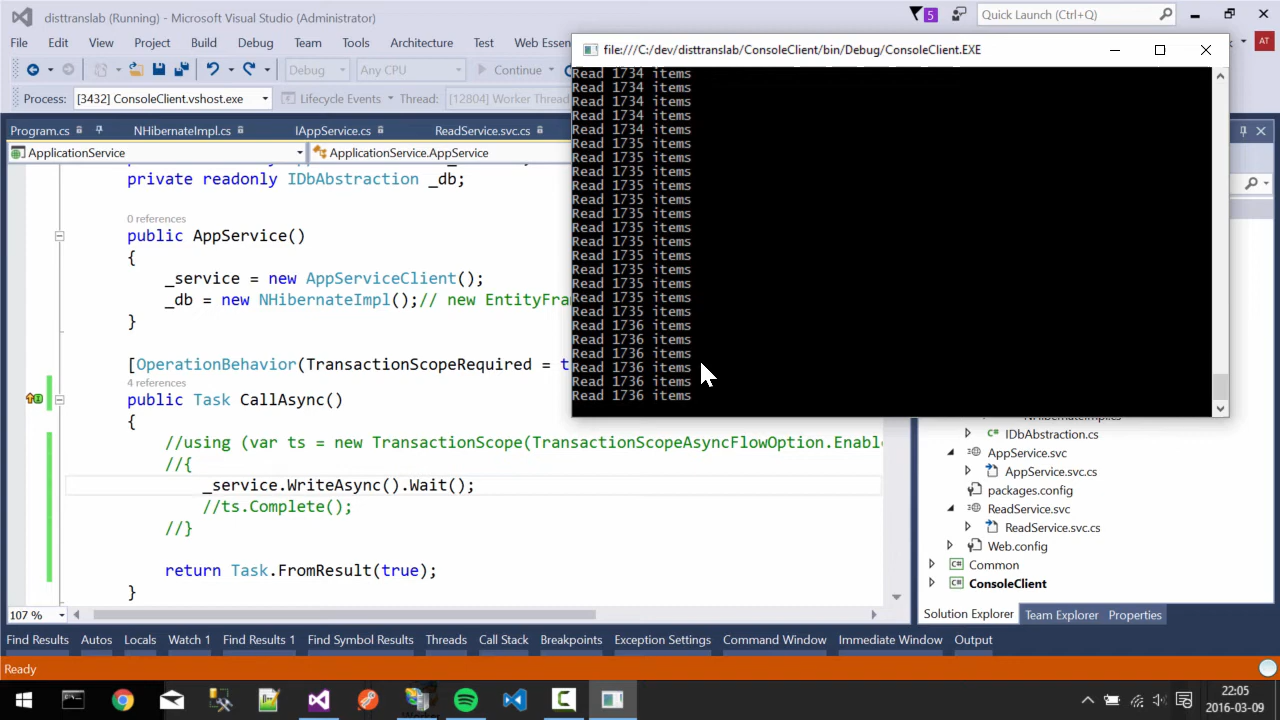 disttranslab (Running) - Microsoft Visual Studio (Administrator)
5
Quick Launch (Ctrl+Q)
File Edit View Project Build Debug Team Tools Architecture Test Web Essen
AT
Debug Any CPU Continue
Process: [3432] ConsoleClient.vshost.exe Lifecycle Events Thread: [12804] Worker Thread
Program.cs NHibernateImpl.cs IAppService.cs ReadService.svc.cs
ApplicationService ApplicationService.AppService
private readonly IDbAbstraction _db;
0 references
public AppService()
{
_service = new AppServiceClient();
_db = new NHibernateImpl();// new EntityFra
}
[OperationBehavior(TransactionScopeRequired = t
4 references
public Task CallAsync()
{
//using (var ts = new TransactionScope(TransactionScopeAsyncFlowOption.Enable
//{
_service.WriteAsync().Wait();
//ts.Complete();
//}
return Task.FromResult(true);
}
107 %
file:///C:/dev/disttranslab/ConsoleClient/bin/Debug/ConsoleClient.EXE
Read 1734 items
Read 1734 items
Read 1734 items
Read 1734 items
Read 1734 items
Read 1735 items
Read 1735 items
Read 1735 items
Read 1735 items
Read 1735 items
Read 1735 items
Read 1735 items
Read 1735 items
Read 1735 items
Read 1735 items
Read 1735 items
Read 1735 items
Read 1735 items
Read 1736 items
Read 1736 items
Read 1736 items
Read 1736 items
Read 1736 items
Read 1736 items
NHibernateImpl.cs
C# IDbAbstraction.cs
AppService.svc
AppService.svc.cs
packages.config
ReadService.svc
ReadService.svc.cs
Web.config
C# Common
C# ConsoleClient
Solution Explorer Team Explorer Properties
Find Results Autos Locals Watch 1 Find Results 1 Find Symbol Results Threads Call Stack Breakpoints Exception Settings Command Window Immediate Window Output
Ready
22:05
2016-03-09